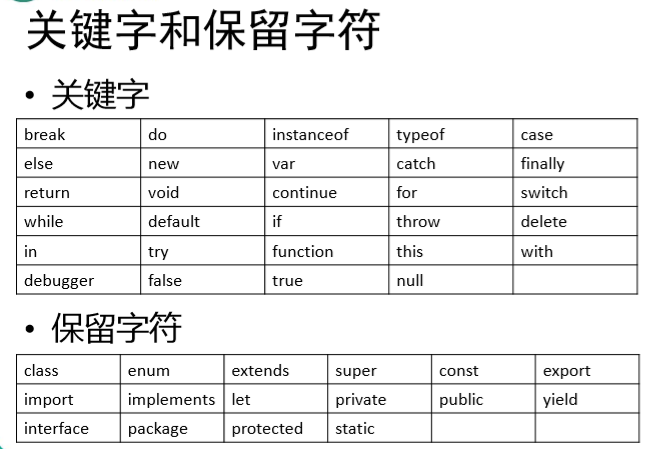 关键字和保留字符
• 关键字
break do instanceof typeof case
else new var catch finally
return void continue for switch
while default if throw delete
in try function this with
debugger false true null
• 保留字符
class enum extends super const export
import implements let private public yield
interface package protected static